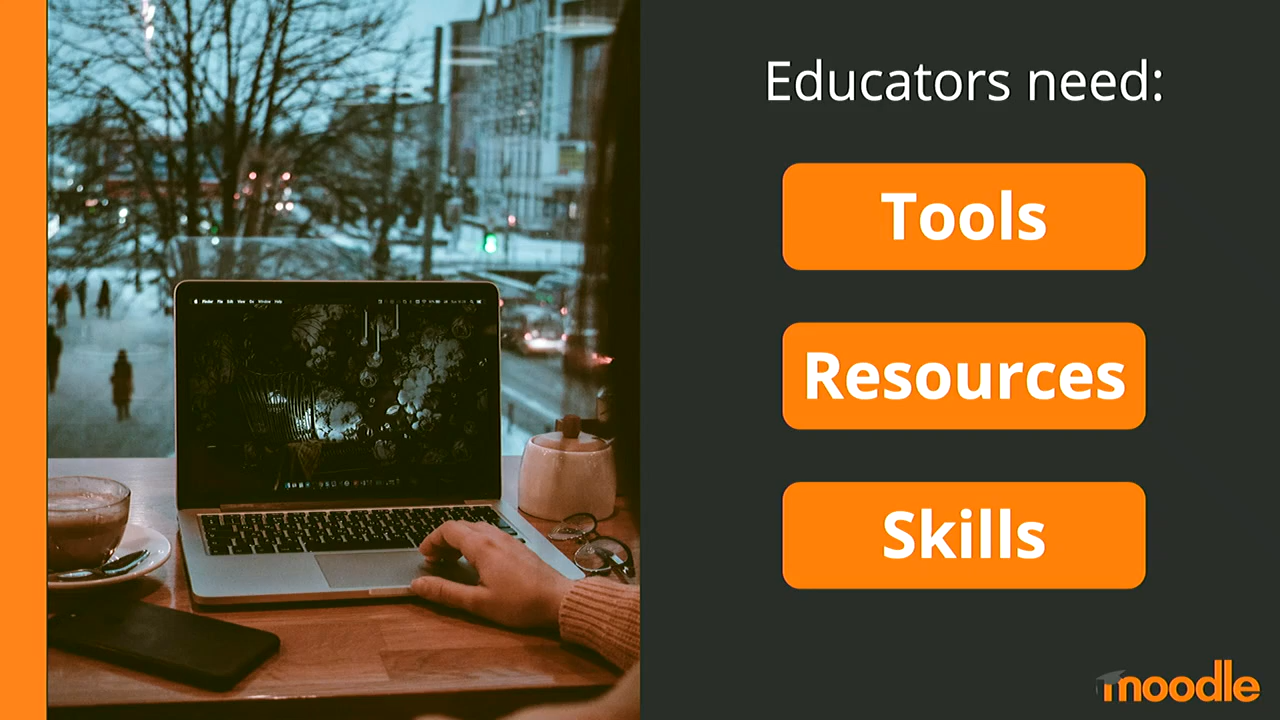 Educators need:
Tools
Resources
Skills
moodle